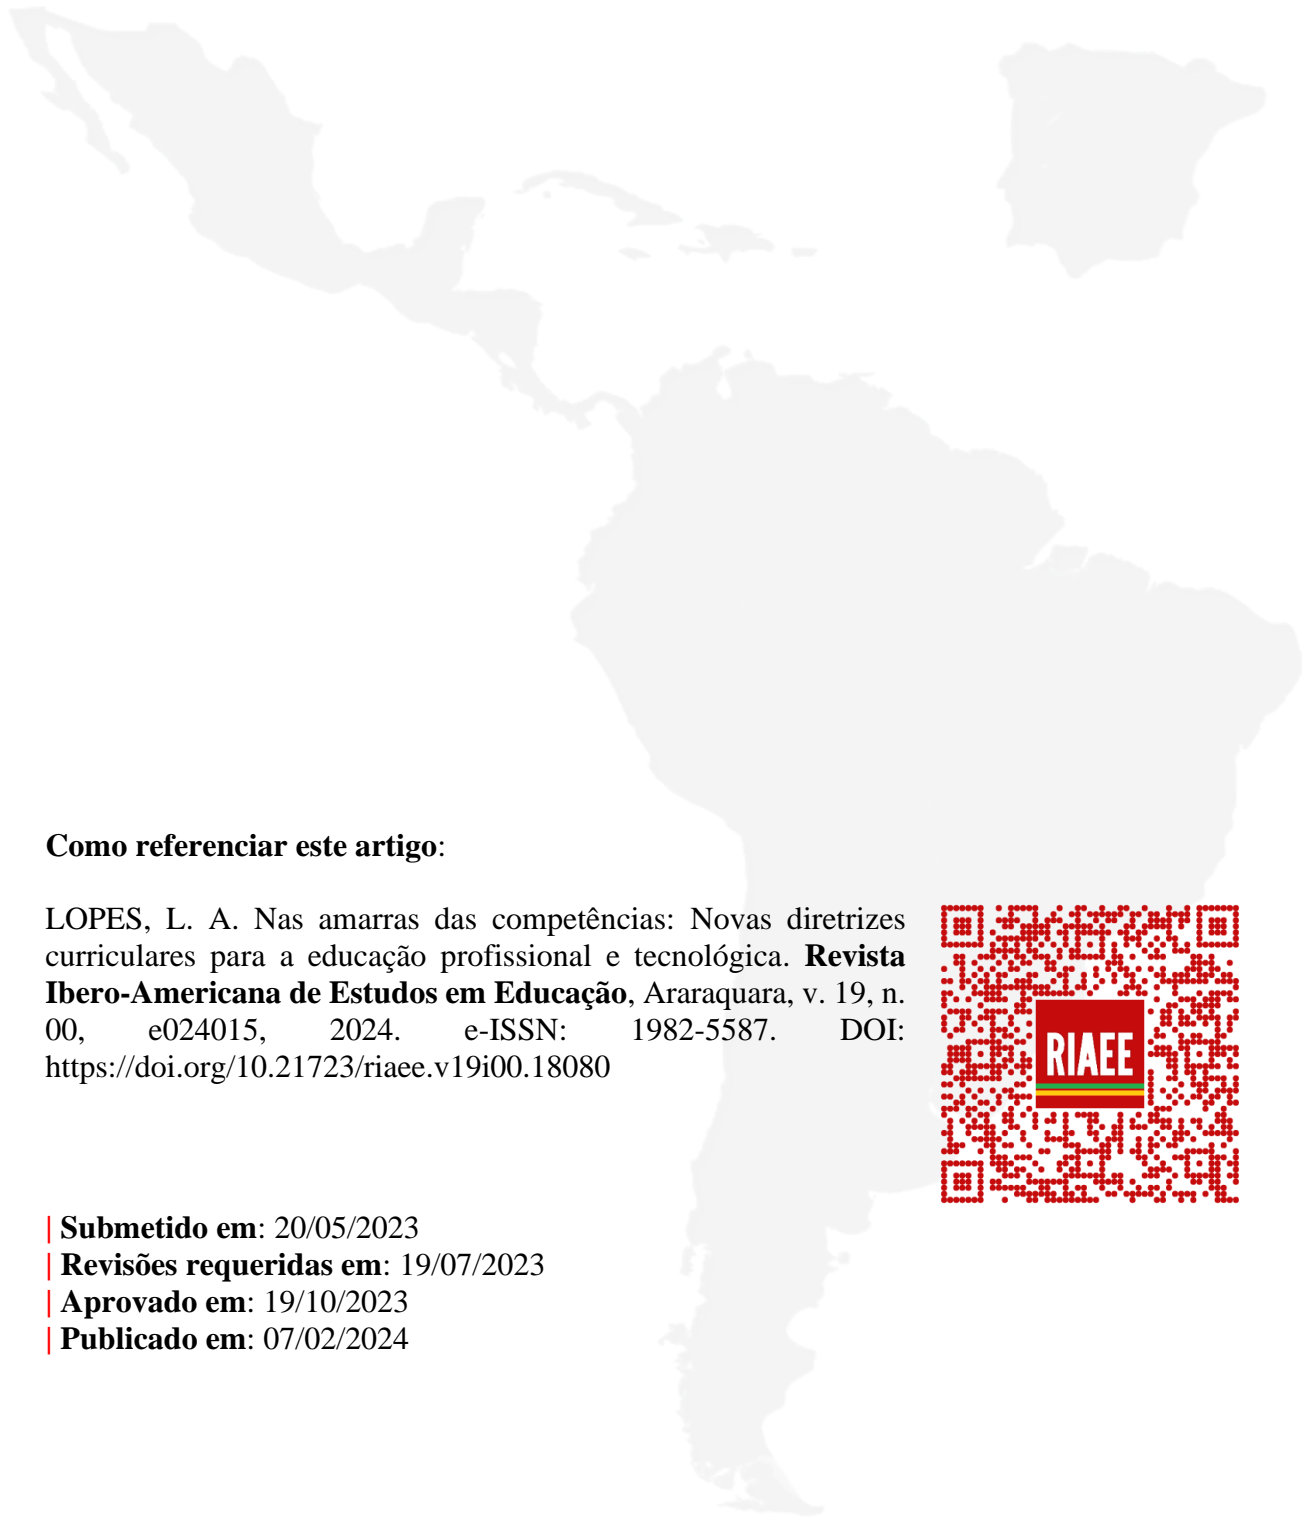 Como referenciar este artigo:
LOPES, L. A. Nas amarras das competências: Novas diretrizes
curriculares para a educação profissional e tecnológica. Revista
Ibero-Americana de Estudos em Educação, Araraquara, v. 19, n.
00, e024015, 2024. e-ISSN: 1982-5587. DOI:
https://doi.org/10.21723/riaee.v19i00.18080
RIAEE
| Submetido em: 20/05/2023
| Revisões requeridas em: 19/07/2023
| Aprovado em: 19/10/2023
| Publicado em: 07/02/2024